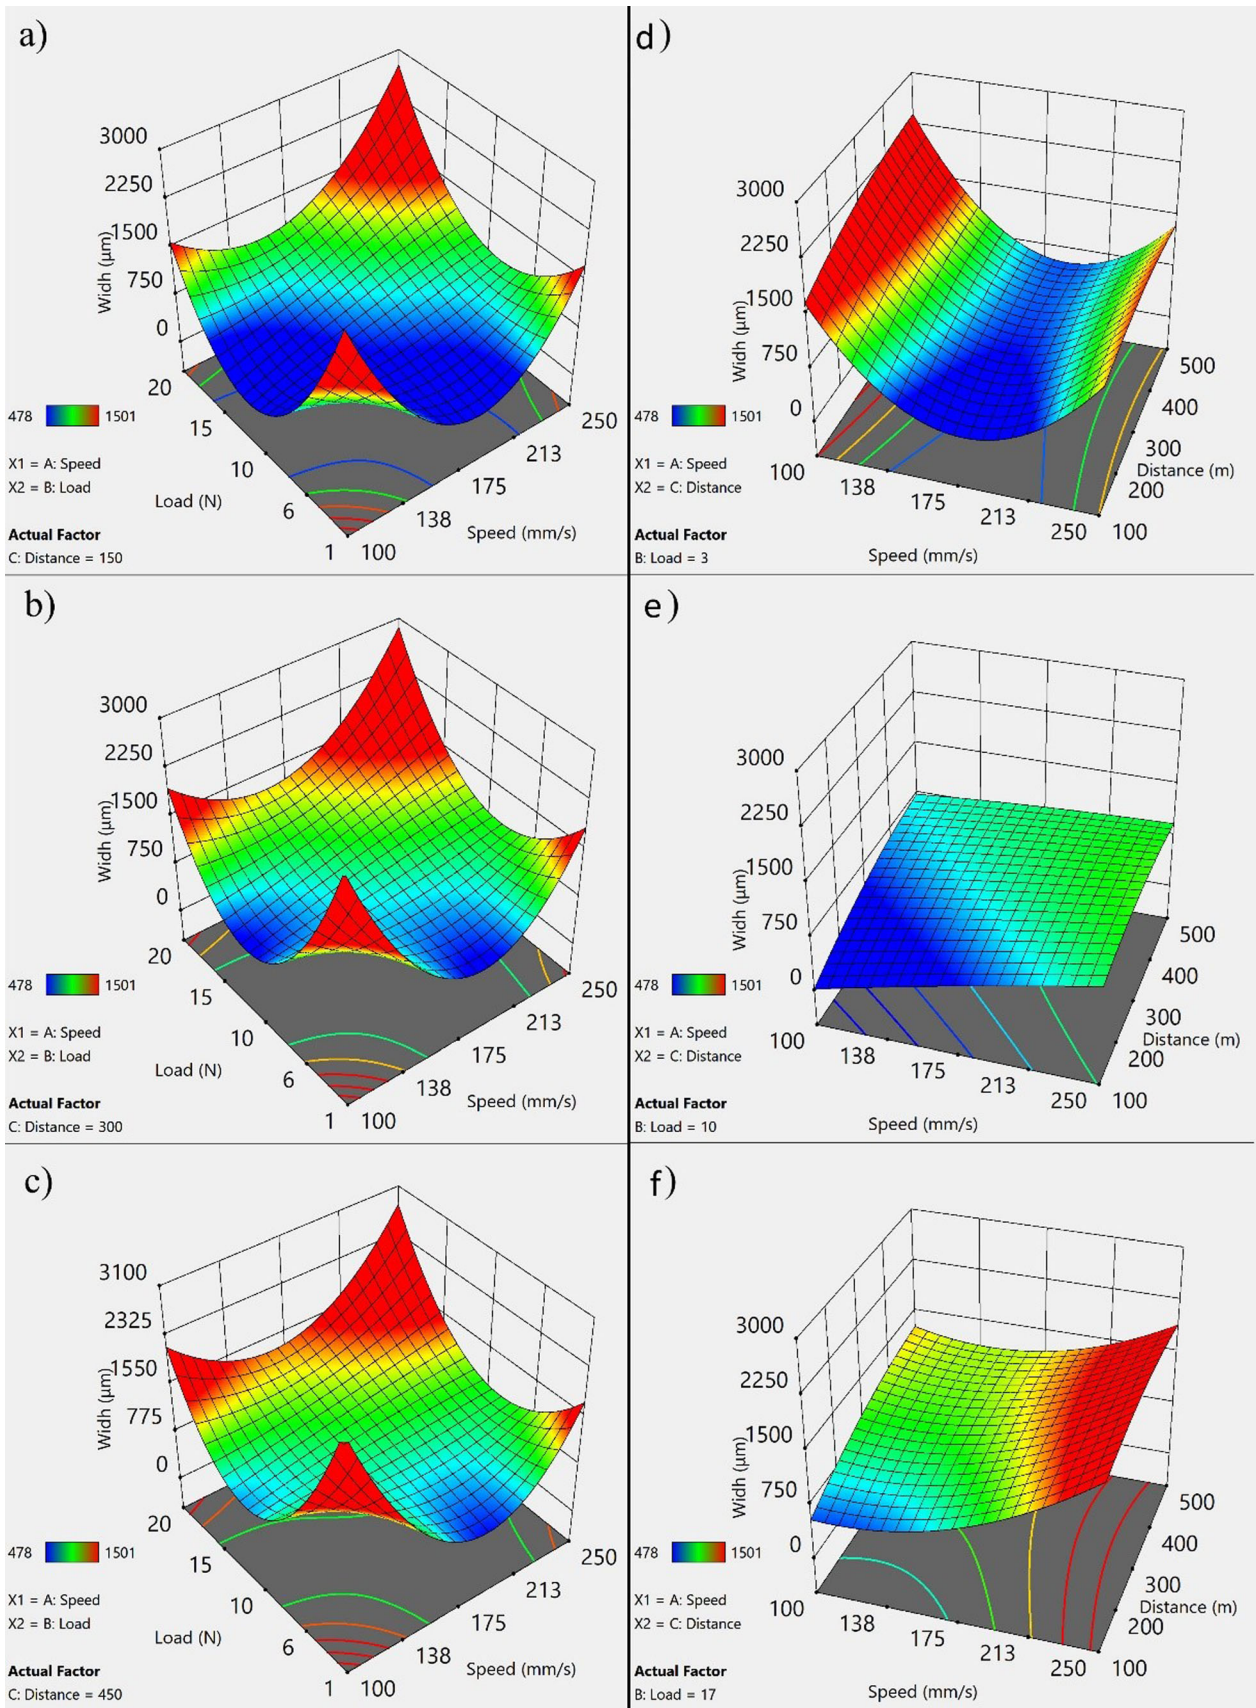 a)
3000
2250
1500
750
0
Widh (µm)
20
15
10
6
1
Load (N)
100
138
175
213
250
Speed (mm/s)
478 1501
X1 = A: Speed
X2 = B: Load
Actual Factor
C: Distance = 150
d)
3000
2250
1500
750
0
Widh (µm)
100
138
175
213
250
Speed (mm/s)
100
200
300
400
500
Distance (m)
478 1501
X1 = A: Speed
X2 = C: Distance
Actual Factor
B: Load = 3
b)
3000
2250
1500
750
0
Widh (µm)
20
15
10
6
1
Load (N)
100
138
175
213
250
Speed (mm/s)
478 1501
X1 = A: Speed
X2 = B: Load
Actual Factor
C: Distance = 300
e)
3000
2250
1500
750
0
Widh (µm)
100
138
175
213
250
Speed (mm/s)
100
200
300
400
500
Distance (m)
478 1501
X1 = A: Speed
X2 = C: Distance
Actual Factor
B: Load = 10
c)
3100
2325
1550
775
0
Widh (µm)
20
15
10
6
1
Load (N)
100
138
175
213
250
Speed (mm/s)
478 1501
X1 = A: Speed
X2 = B: Load
Actual Factor
C: Distance = 450
f)
3000
2250
1500
750
0
Widh (µm)
100
138
175
213
250
Speed (mm/s)
100
200
300
400
500
Distance (m)
478 1501
X1 = A: Speed
X2 = C: Distance
Actual Factor
B: Load = 17